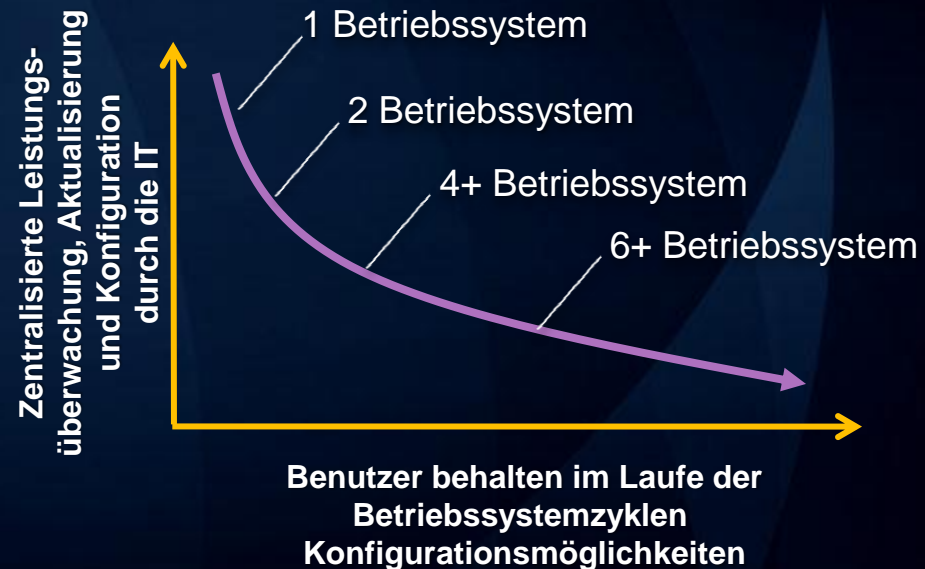 Zentralisierte Leistungs-
überwachung, Aktualisierung
und Konfiguration
durch die IT
1 Betriebssystem
2 Betriebssystem
4+ Betriebssystem
6+ Betriebssystem
Benutzer behalten im Laufe der
Betriebssystemzyklen
Konfigurationsmöglichkeiten